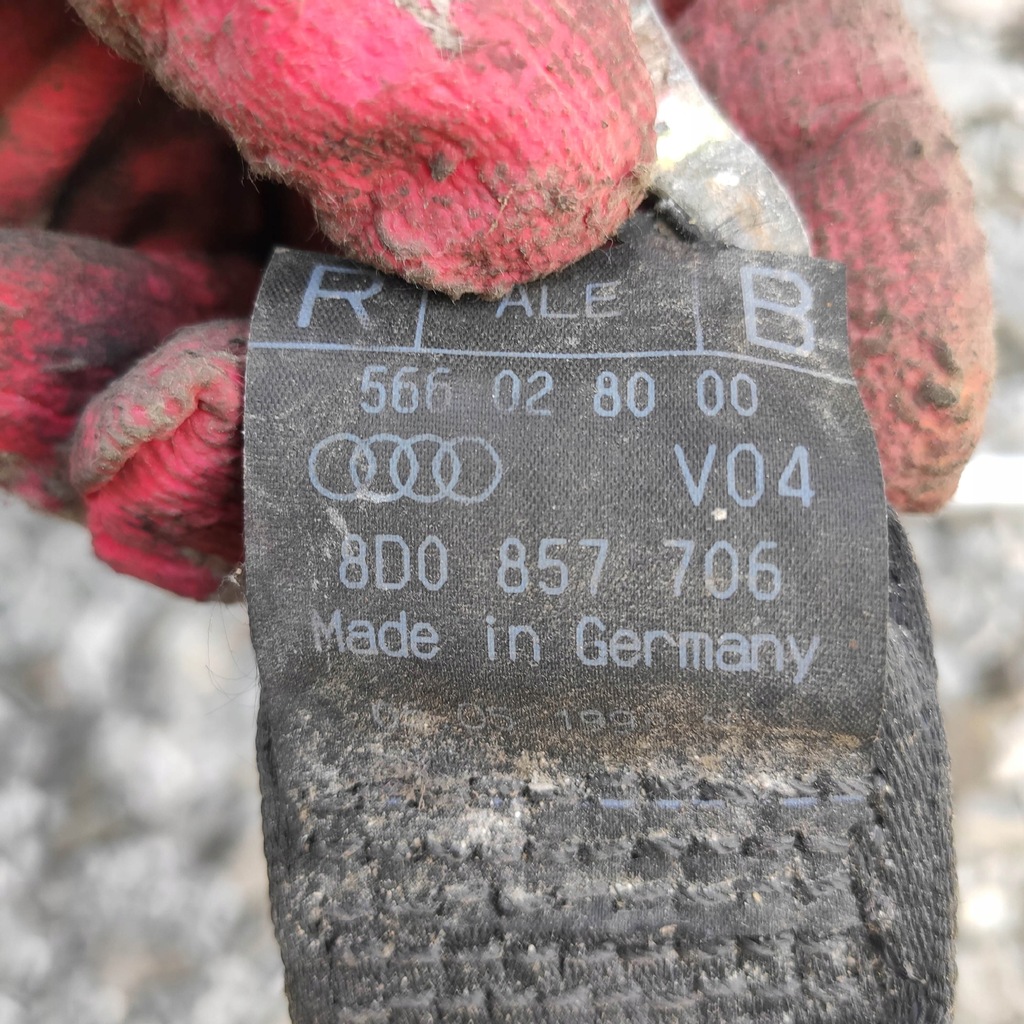 R ALE B
566 02 80 00
V04
8D0 857 706
Made in Germany